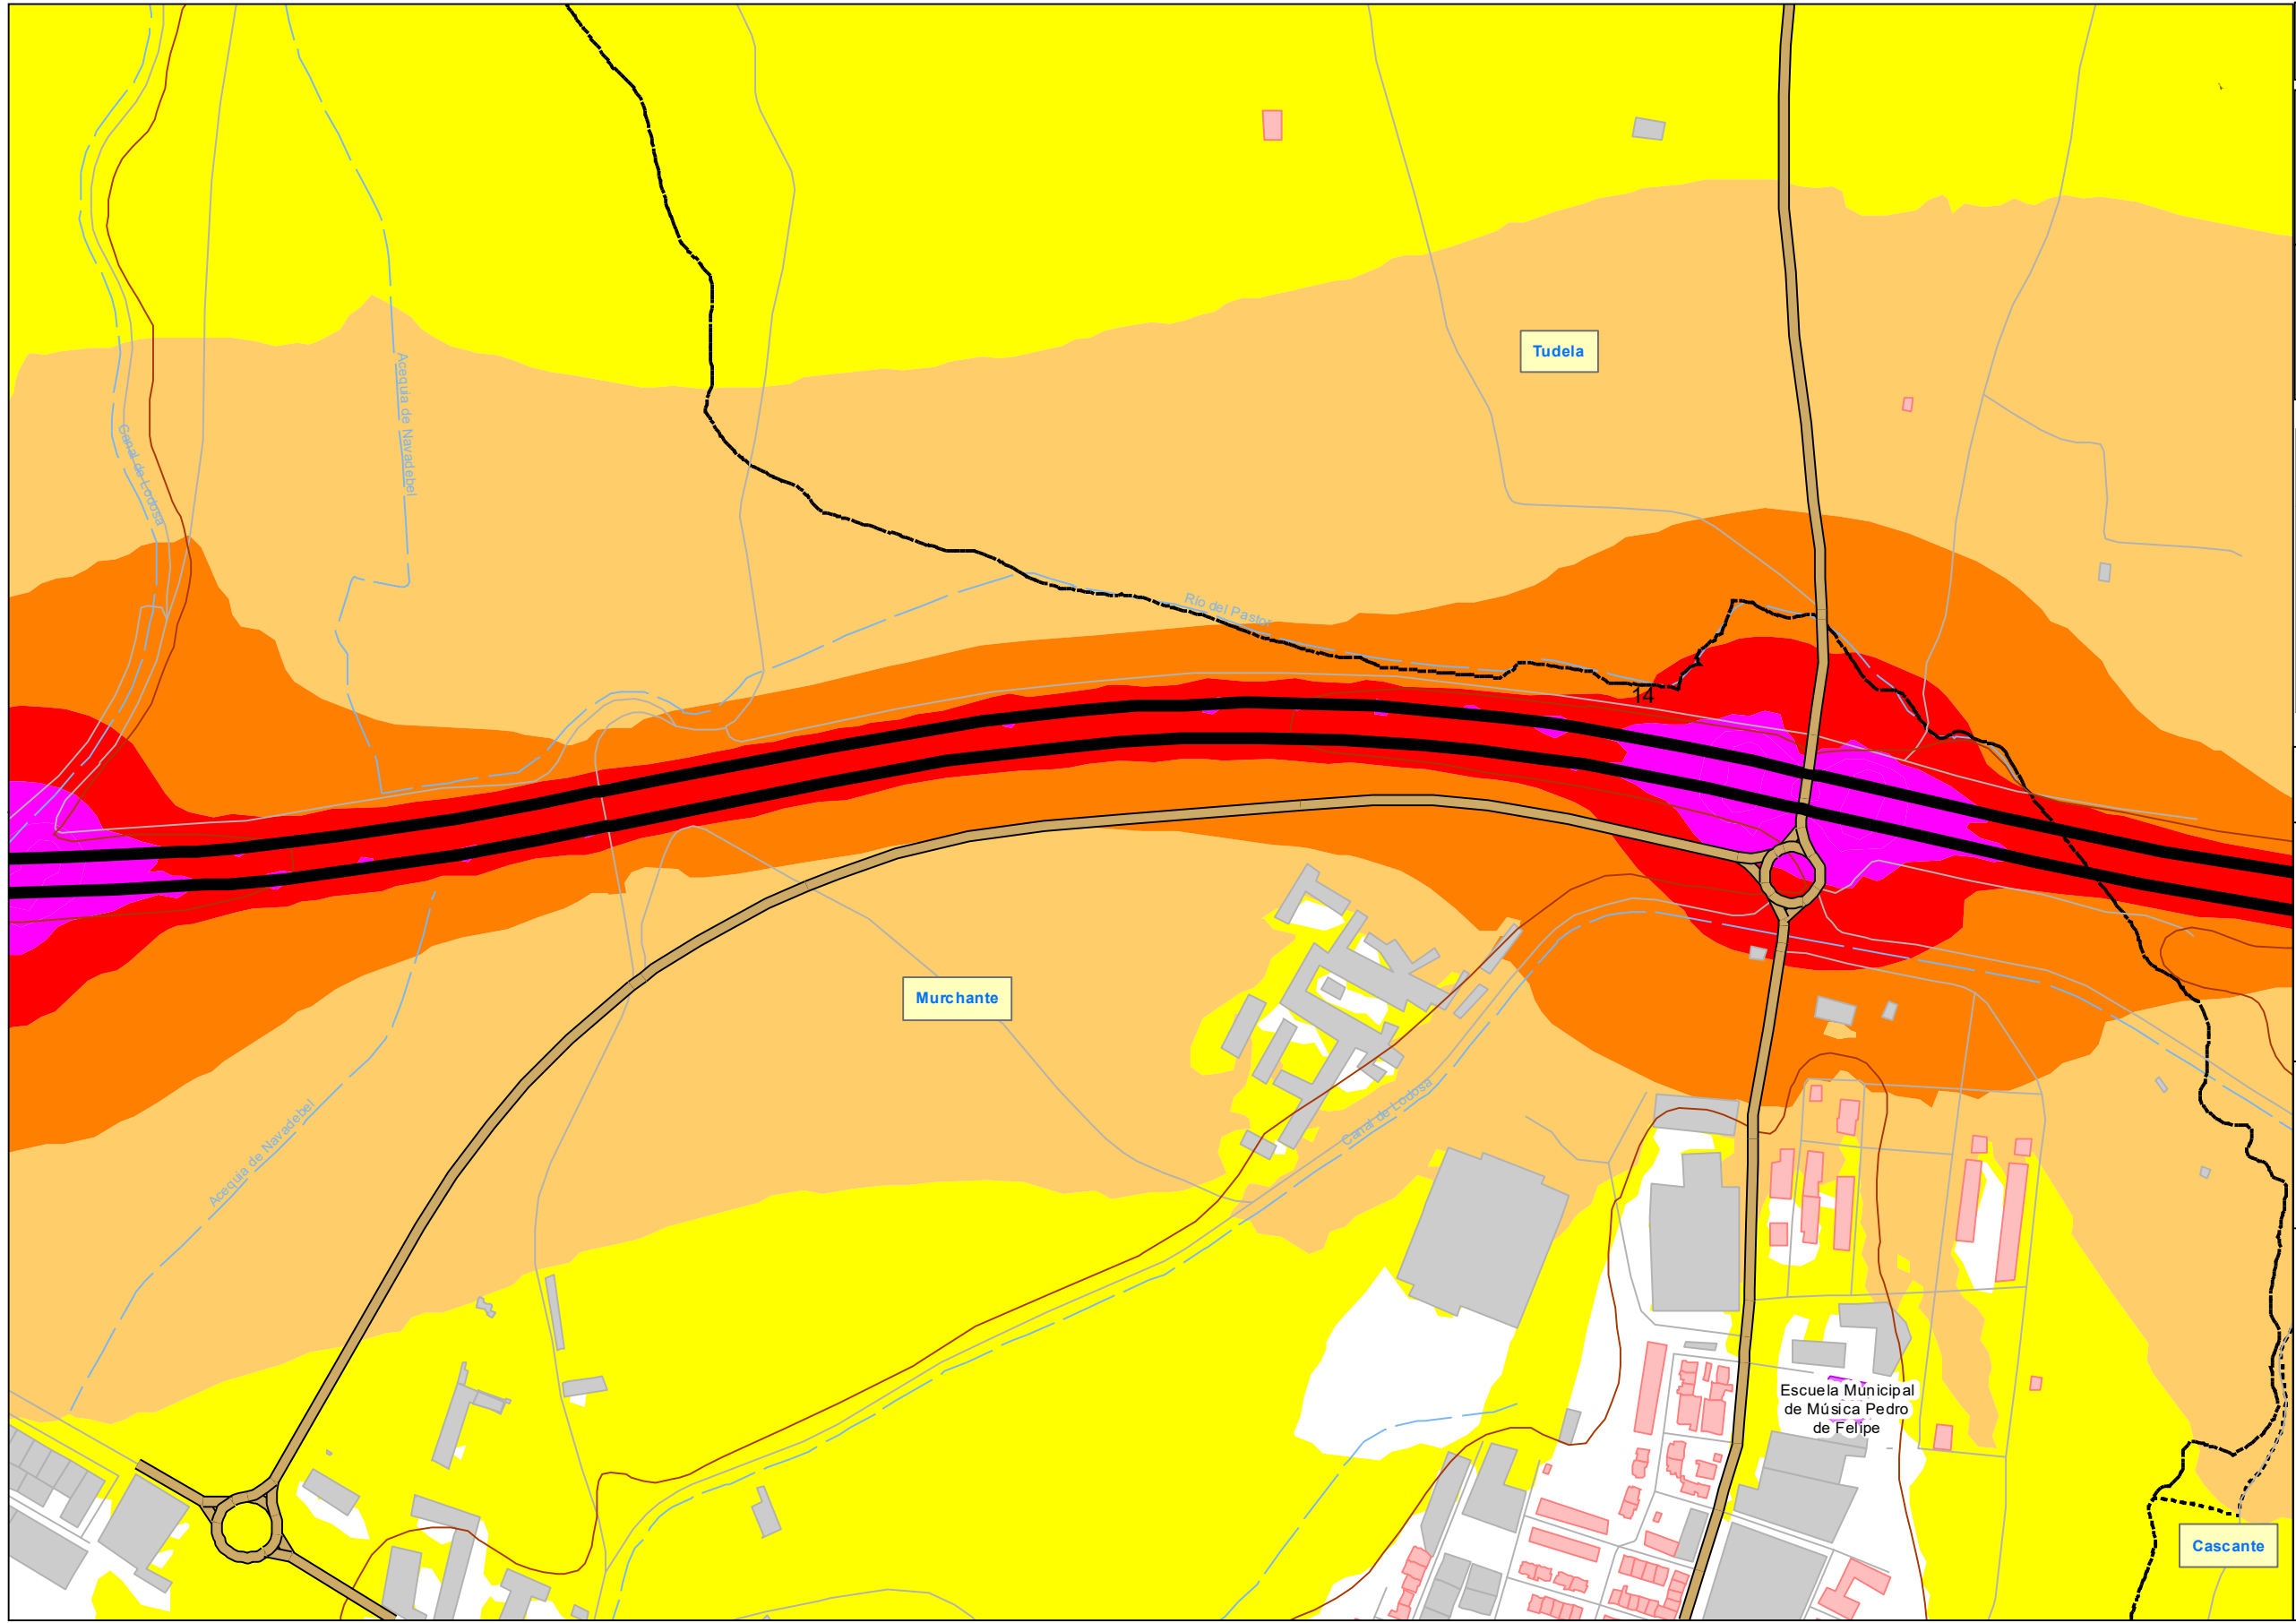 Tudela
Acequia de Navadebel
Canal de Lodosa
Río del Pastor
14
Murchante
Canal de Lodosa
Acequia de Navadebel
Escuela Municipal
de Música Pedro
de Felipe
Cascante